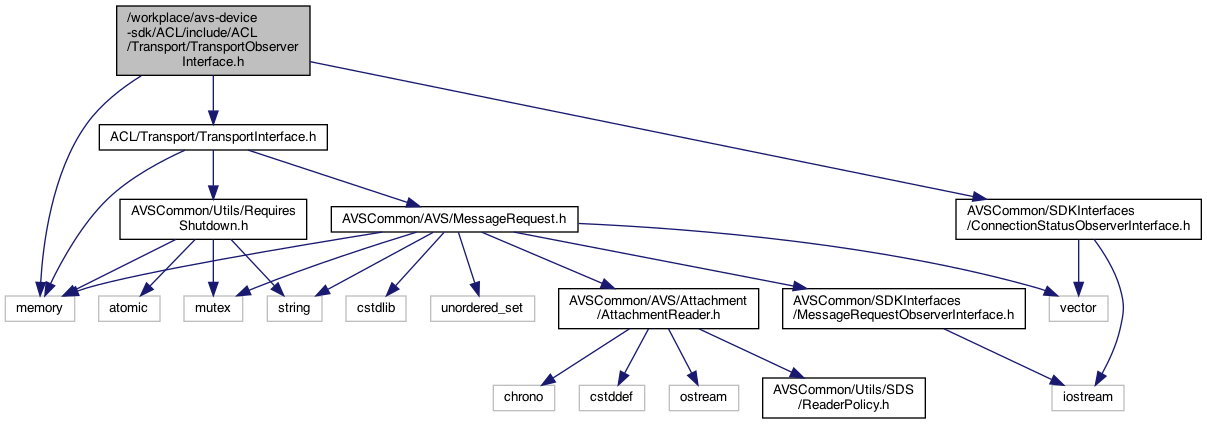 /workplace/avs-device
-sdk/ACL/include/ACL
/Transport/TransportObserver
Interface.h
ACL/Transport/TransportInterface.h
AVSCommon/Utils/Requires
Shutdown.h
AVSCommon/AVS/MessageRequest.h
AVSCommon/SDKInterfaces
/ConnectionStatusObserverInterface.h
memory
atomic
mutex
string
cstdlib
unordered_set
AVSCommon/AVS/Attachment
/AttachmentReader.h
AVSCommon/SDKInterfaces
/MessageRequestObserverInterface.h
vector
chrono
cstddef
ostream
AVSCommon/Utils/SDS
/ReaderPolicy.h
iostream